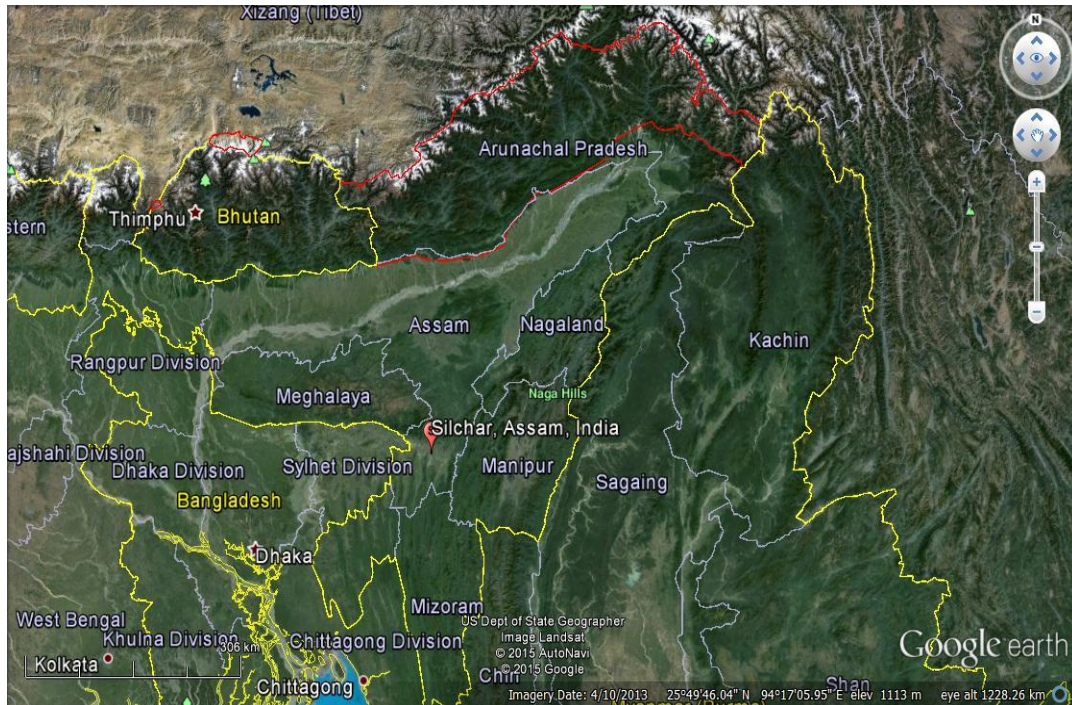 Xizang (Tibet)
N
Arunachal Pradesh
Thimphu
Bhutan
stern
Assam
Nagaland
Rangpur Division
Kachin
Meghalaya
Naga Hills
Silchar, Assam, India
ajshahi Division
Dhaka Division
Sylhet Division
Manipur
Sagaing
Bangladesh
Dhaka
Mizoram
West Bengal
Khulna Division
Chittagong Division
US Dept of State Geographer
Image Landsat
© 2015 AutoNavi
© 2015 Google
306 km
Kolkata
Google earth
Chittagong
Chin
Shan
Imagery Date: 4/10/2013 25°49'46.04" N 94°17'05.95" E elev 1113 m eye alt 1228.26 km
Myanmar (Burma)